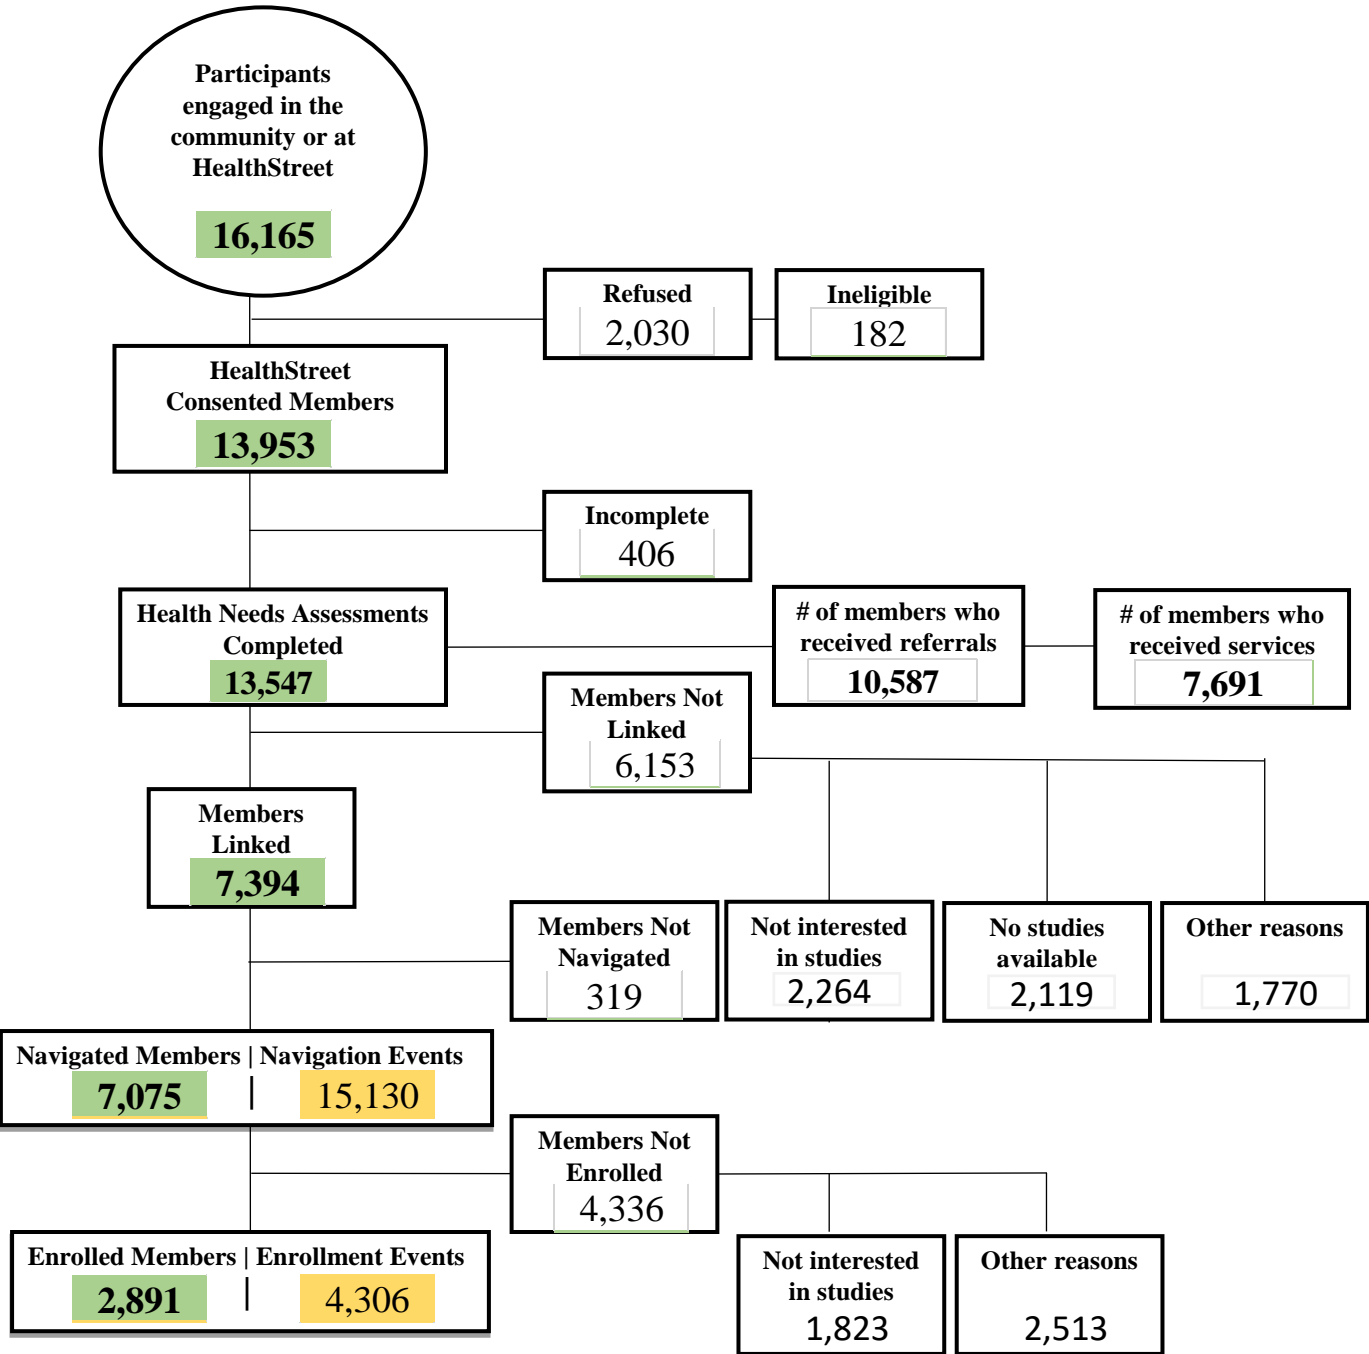 Participants
engaged in the
community or at
HealthStreet
16,165
Refused
2,030
Ineligible
182
HealthStreet
Consented Members
13,953
Incomplete
406
Health Needs Assessments
Completed
13,547
# of members who
received referrals
10,587
# of members who
received services
7,691
Members Not
Linked
6,153
Members
Linked
7,394
Members Not
Navigated
319
Not interested
in studies
2,264
No studies
available
2,119
Other reasons
1,770
Navigated Members | Navigation Events
7,075 | 15,130
Members Not
Enrolled
4,336
Enrolled Members | Enrollment Events
2,891 | 4,306
Not interested
in studies
1,823
Other reasons
2,513